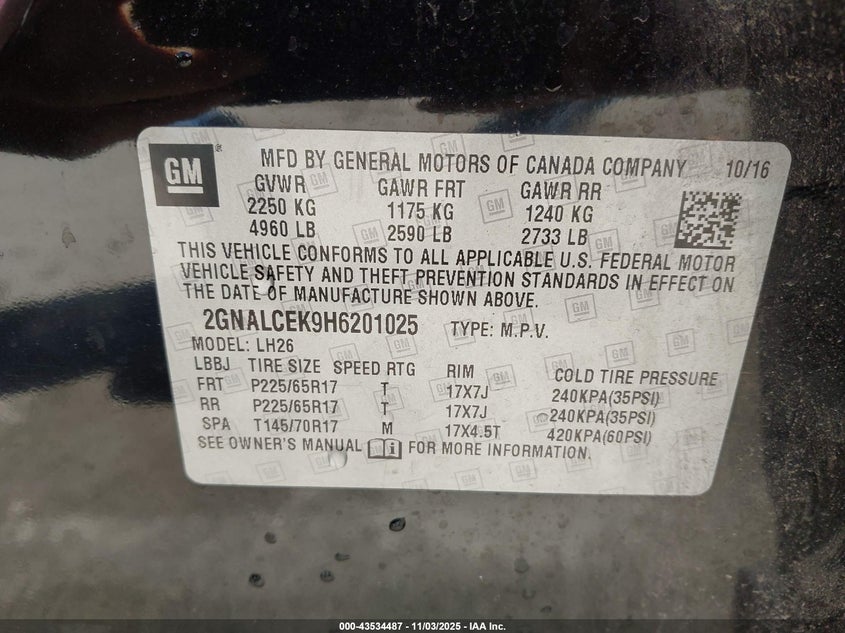 GM
MFD BY GENERAL MOTORS OF CANADA COMPANY 10/16
GVWR GAWR FRT GAWR RR
2250 KG 1175 KG 1240 KG
4960 LB 2590 LB 2733 LB
THIS VEHICLE CONFORMS TO ALL APPLICABLE U.S. FEDERAL MOTOR
VEHICLE SAFETY AND THEFT PREVENTION STANDARDS IN EFFECT ON
THE DATE OF MANUFACTURE SHOWN ABOVE.
2GNALCEK9H6201025 TYPE: M.P.V.
MODEL: LH26
LBBJ TIRE SIZE SPEED RTG RIM COLD TIRE PRESSURE
FRT P225/65R17 T 17X7J 240KPA(35PSI)
RR P225/65R17 T 17X7J 240KPA(35PSI)
SPA T145/70R17 M 17X4.5T 420KPA(60PSI)
SEE OWNER'S MANUAL FOR MORE INFORMATION.
000-43534487 - 11/03/2025 - IAA Inc.